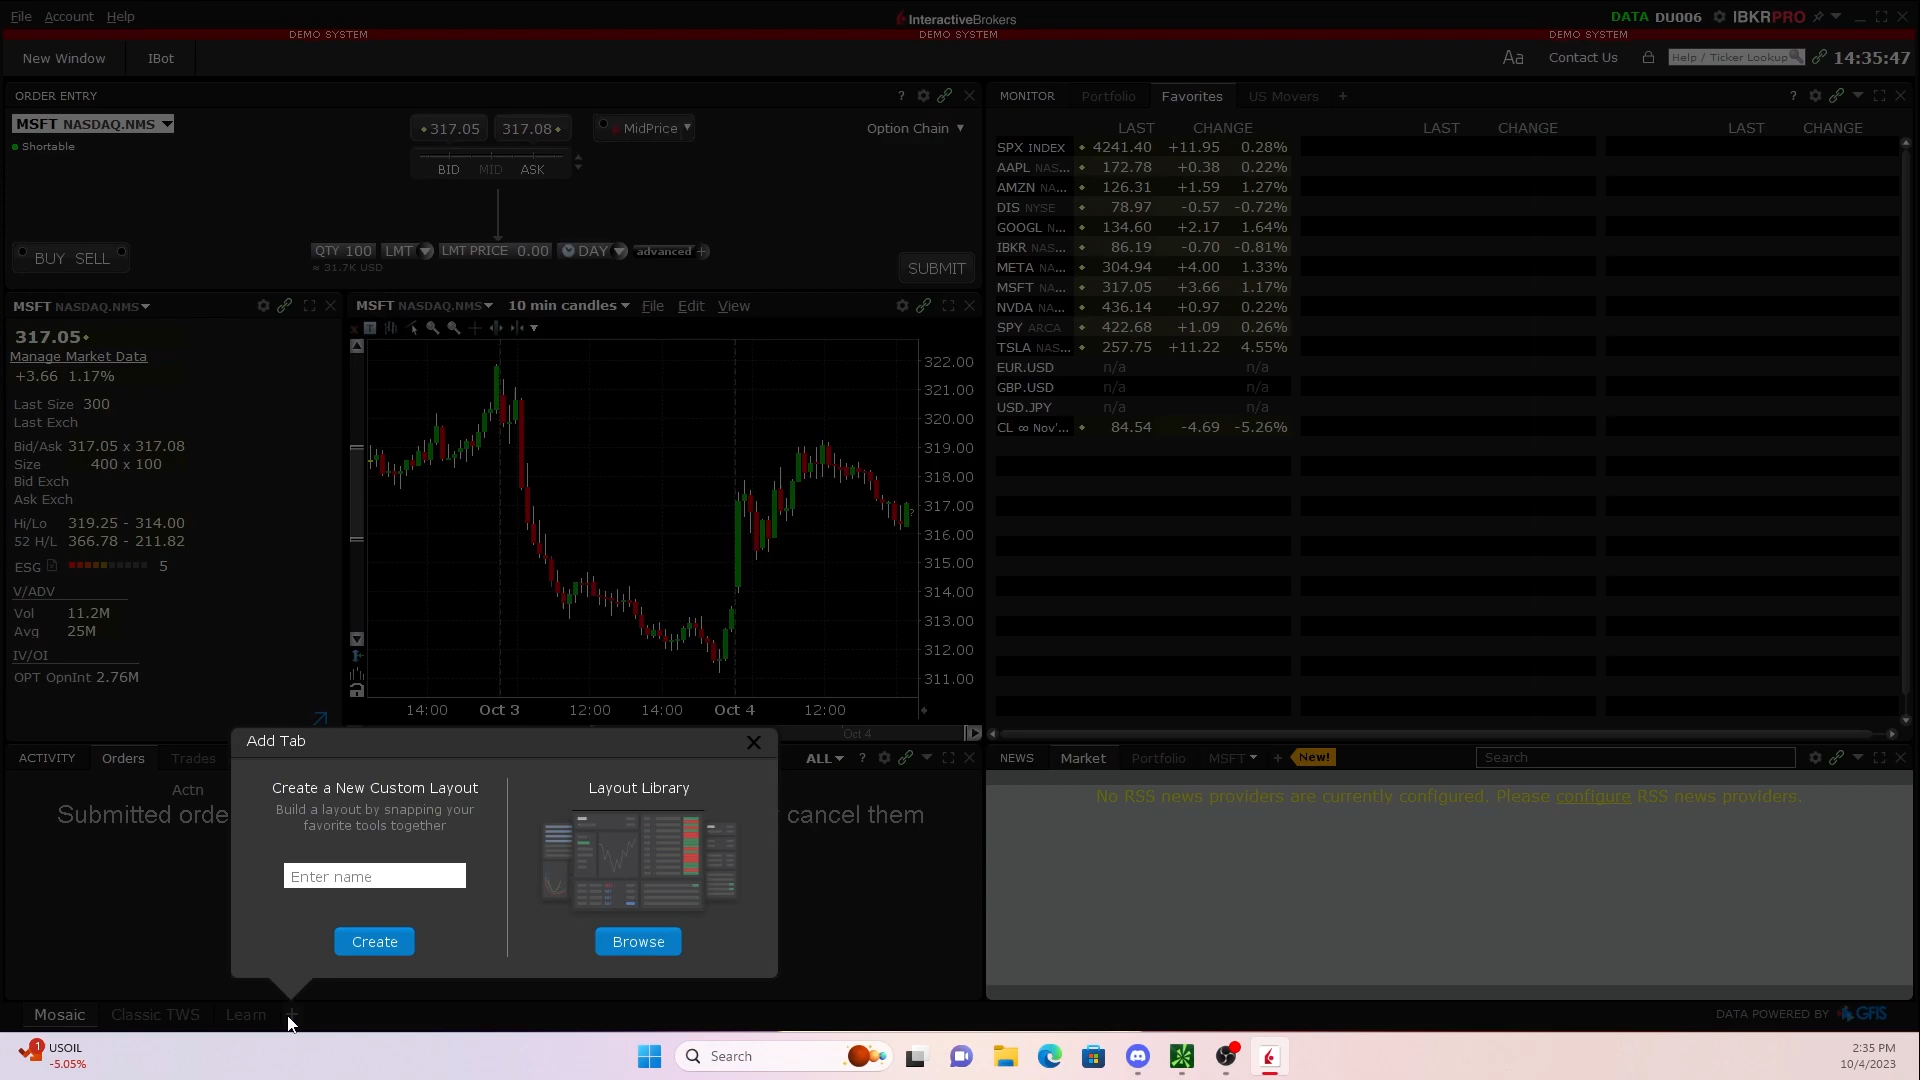 File Account Help
InteractiveBrokers
DATA DU006 IBKRPRO
DEMO SYSTEM DEMO SYSTEM DEMO SYSTEM
New Window IBot
Aa Contact Us Help / Ticker Lookup 14:35:47
ORDER ENTRY ?
MSFT NASDAQ.NMS
Shortable
317.05 317.08 MidPrice
Option Chain
BID MID ASK
BUY SELL
QTY 100 LMT LMT PRICE 0.00 DAY advanced +
≈ 31.7K USD
SUBMIT
MONITOR Portfolio Favorites US Movers + ?
LAST CHANGE LAST CHANGE LAST CHANGE
SPX INDEX 4241.40 +11.95 0.28%
AAPL NAS... 172.78 +0.38 0.22%
AMZN NA... 126.31 +1.59 1.27%
DIS NYSE 78.97 -0.57 -0.72%
GOOGL N... 134.60 +2.17 1.64%
IBKR NAS... 86.19 -0.70 -0.81%
META NA... 304.94 +4.00 1.33%
MSFT NA... 317.05 +3.66 1.17%
NVDA NA... 436.14 +0.97 0.22%
SPY ARCA 422.68 +1.09 0.26%
TSLA NAS... 257.75 +11.22 4.55%
EUR.USD n/a n/a
GBP.USD n/a n/a
USD.JPY n/a n/a
CL ∞ Nov'... 84.54 -4.69 -5.26%
MSFT NASDAQ.NMS
317.05
Manage Market Data
+3.66 1.17%
Last Size 300
Last Exch
Bid/Ask 317.05 x 317.08
Size 400 x 100
Bid Exch
Ask Exch
Hi/Lo 319.25 - 314.00
52 H/L 366.78 - 211.82
ESG 5
V/ADV
Vol 11.2M
Avg 25M
IV/OI
OPT OpnInt 2.76M
MSFT NASDAQ.NMS 10 min candles File Edit View
322.00
321.00
320.00
319.00
318.00
317.00
316.00
315.00
314.00
313.00
312.00
311.00
14:00 Oct 3 12:00 14:00 Oct 4 12:00
Oct 4
ACTIVITY Orders Trades
ALL ?
Actn
Submitted orde
cancel them
Add Tab
Create a New Custom Layout
Build a layout by snapping your
favorite tools together
Enter name
Create
Layout Library
Browse
NEWS Market Portfolio MSFT + New! Search
No RSS news providers are currently configured. Please configure RSS news providers.
Mosaic Classic TWS Learn +
DATA POWERED BY GFIS
1 USOIL
-5.05%
Search
2:35 PM
10/4/2023